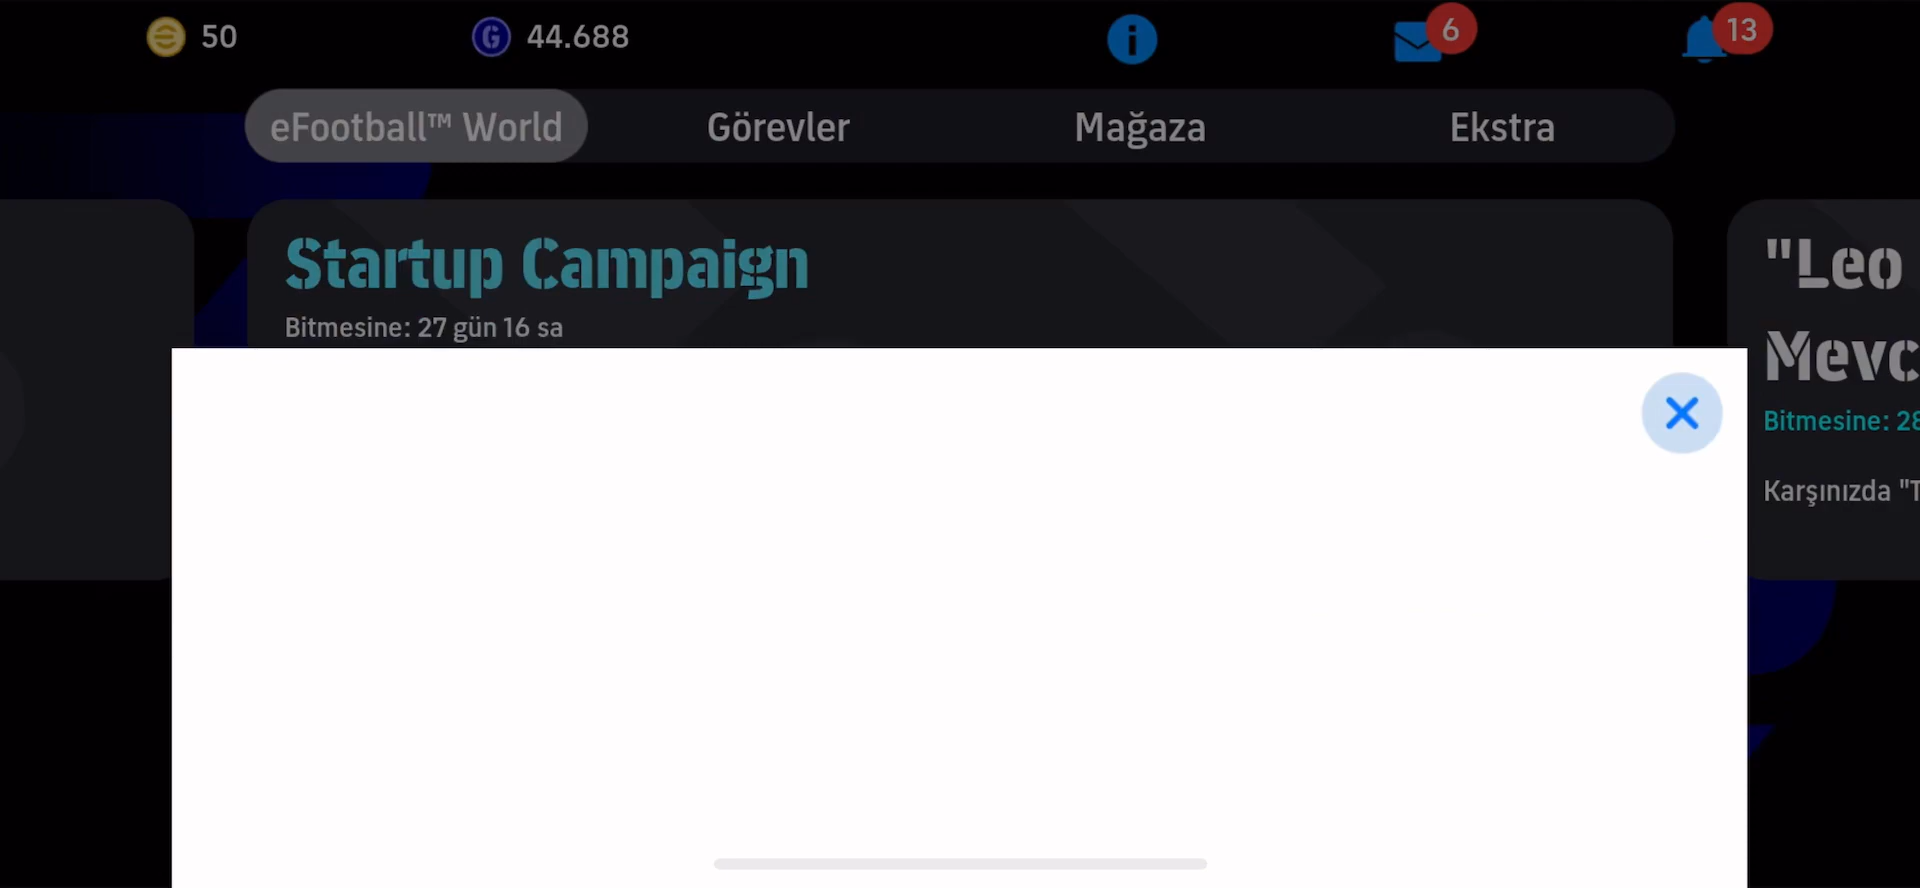 50
44.688
6
13
eFootball™ World
Görevler
Mağaza
Ekstra
Startup Campaign
Bitmesine: 27 gün 16 sa
"Leo
Mevc
Bitmesine: 28
Karşınızda "T